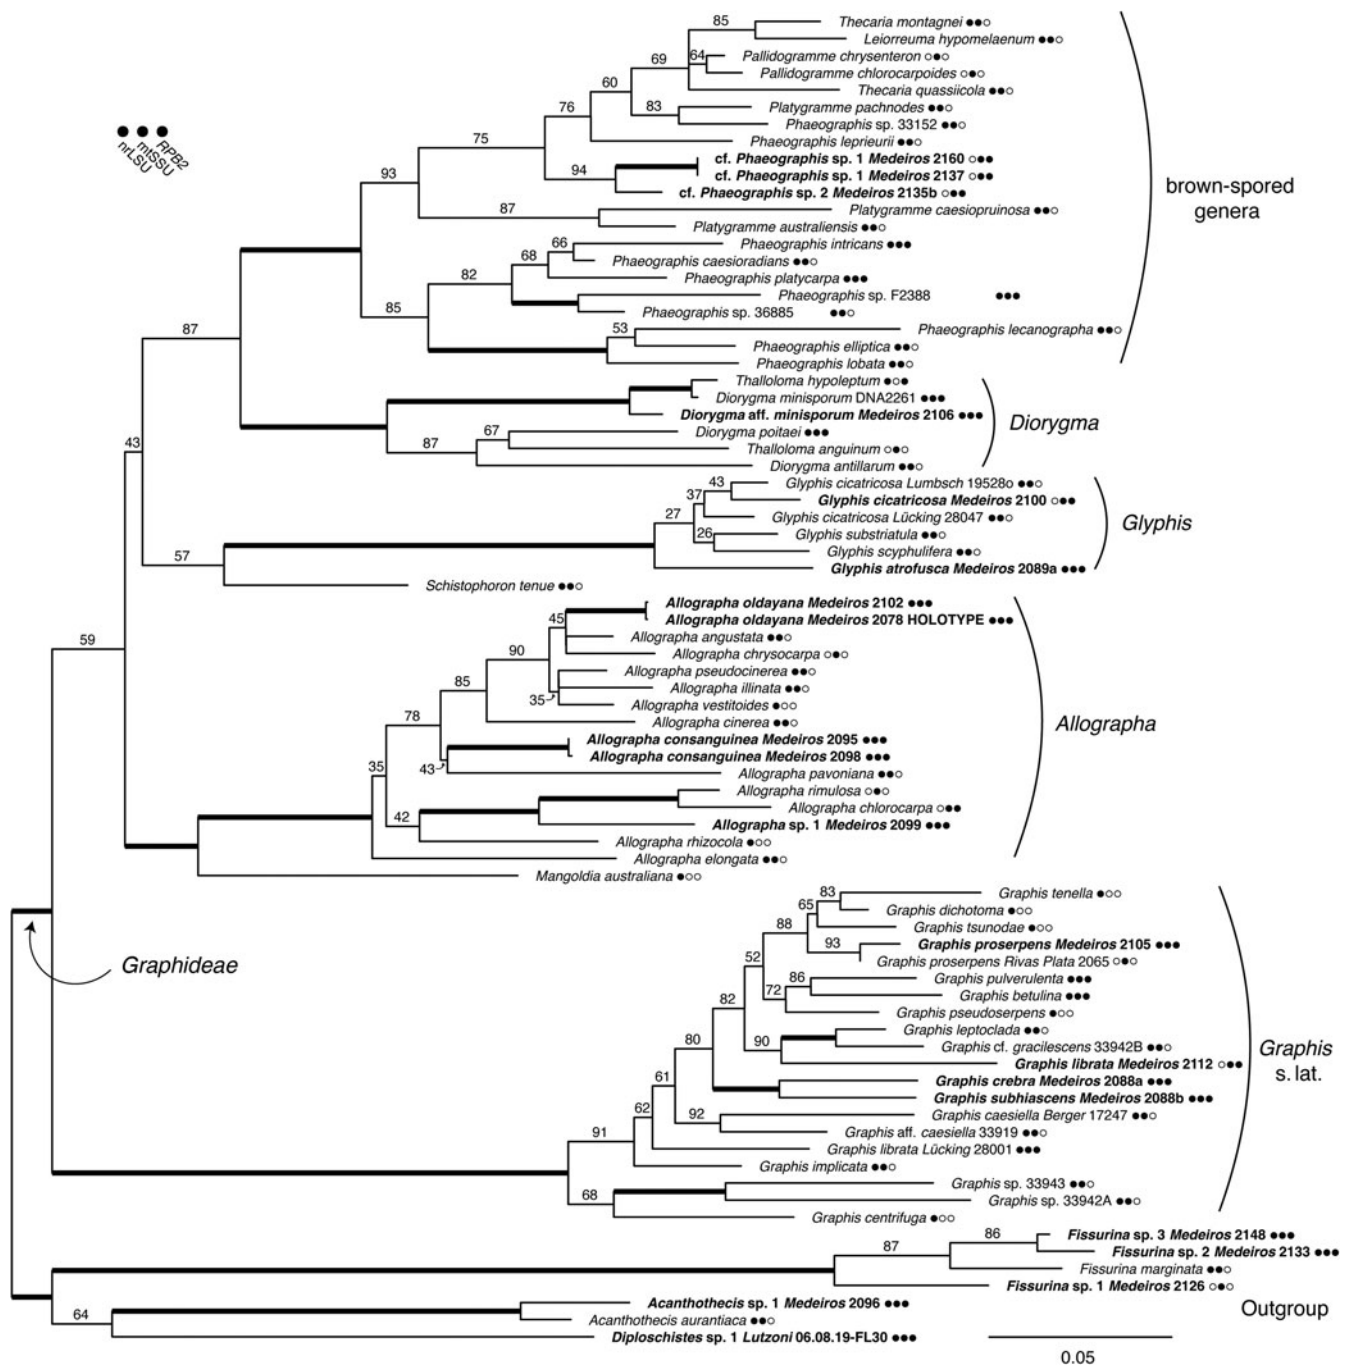 85
Thecaria montagnei ●●○
Leiorreuma hypomelaenum ●●○
64
Pallidogramme chrysenteron ○●○
69
Pallidogramme chlorocarpoides ○●○
60
Thecaria quassiicola ●●○
76
83
Platygramme pachnodes ●●○
Phaeographis sp. 33152 ●●○
nrLSU
mtSSU
RPB2
75
Phaeographis leprieurii ●●○
cf. Phaeographis sp. 1 Medeiros 2160 ○●●
94
cf. Phaeographis sp. 1 Medeiros 2137 ○●●
93
cf. Phaeographis sp. 2 Medeiros 2135b ○●●
brown-spored
genera
87
Platygramme caesiopruinosa ●●○
Platygramme australiensis ●●○
66
Phaeographis intricans ●●●
68
Phaeographis caesioradians ●●○
82
Phaeographis platycarpa ●●●
Phaeographis sp. F2388 ●●●
85
Phaeographis sp. 36885 ●●○
87
53
Phaeographis lecanographa ●●○
Phaeographis elliptica ●●○
Phaeographis lobata ●●○
Thalloloma hypoleptum ●○●
Diorygma minisporum DNA2261 ●●●
Diorygma aff. minisporum Medeiros 2106 ●●●
Diorygma
67
Diorygma poitaei ●●●
43
87
Thalloloma anguinum ○●○
Diorygma antillarum ●●○
43
Glyphis cicatricosa Lumbsch 19528o ●●○
37
Glyphis cicatricosa Medeiros 2100 ○●●
27
Glyphis cicatricosa Lücking 28047 ●●○
Glyphis
26
Glyphis substriatula ●●○
Glyphis scyphulifera ●●○
57
Glyphis atrofusca Medeiros 2089a ●●●
Schistophoron tenue ●●○
Allographa oldayana Medeiros 2102 ●●●
45
Allographa oldayana Medeiros 2078 HOLOTYPE ●●●
59
Allographa angustata ●●○
90
Allographa chrysocarpa ○●○
Allographa pseudocinerea ●●○
85
Allographa illinata ●●○
35
Allographa vestitoides ●○○
78
Allographa cinerea ●●○
Allographa
Allographa consanguinea Medeiros 2095 ●●●
Allographa consanguinea Medeiros 2098 ●●●
43
35
Allographa pavoniana ●●○
Allographa rimulosa ○●○
Allographa chlorocarpa ○●●
42
Allographa sp. 1 Medeiros 2099 ●●●
Allographa rhizocola ●○○
Allographa elongata ●●○
Mangoldia australiana ●○○
83
Graphis tenella ●○○
65
Graphis dichotoma ●○○
88
Graphis tsunodae ●○○
93
Graphis proserpens Medeiros 2105 ●●●
52
Graphis proserpens Rivas Plata 2065 ○●○
Graphideae
86
Graphis pulverulenta ●●●
72
Graphis betulina ●●●
82
Graphis pseudoserpens ●○○
Graphis leptoclada ●●○
80
90
Graphis cf. gracilescens 33942B ●●○
Graphis
s. lat.
Graphis librata Medeiros 2112 ○●●
61
Graphis crebra Medeiros 2088a ●●●
Graphis subhiascens Medeiros 2088b ●●●
62
92
Graphis caesiella Berger 17247 ●●○
91
Graphis aff. caesiella 33919 ●●○
Graphis librata Lücking 28001 ●●●
Graphis implicata ●●○
Graphis sp. 33943 ●●○
68
Graphis sp. 33942A ●●○
Graphis centrifuga ●○○
86
Fissurina sp. 3 Medeiros 2148 ●●●
87
Fissurina sp. 2 Medeiros 2133 ●●●
Fissurina marginata ●●○
Fissurina sp. 1 Medeiros 2126 ○●○
64
Acanthothecis sp. 1 Medeiros 2096 ●●●
Outgroup
Acanthothecis aurantiaca ●●○
Diploschistes sp. 1 Lutzoni 06.08.19-FL30 ●●●
0.05